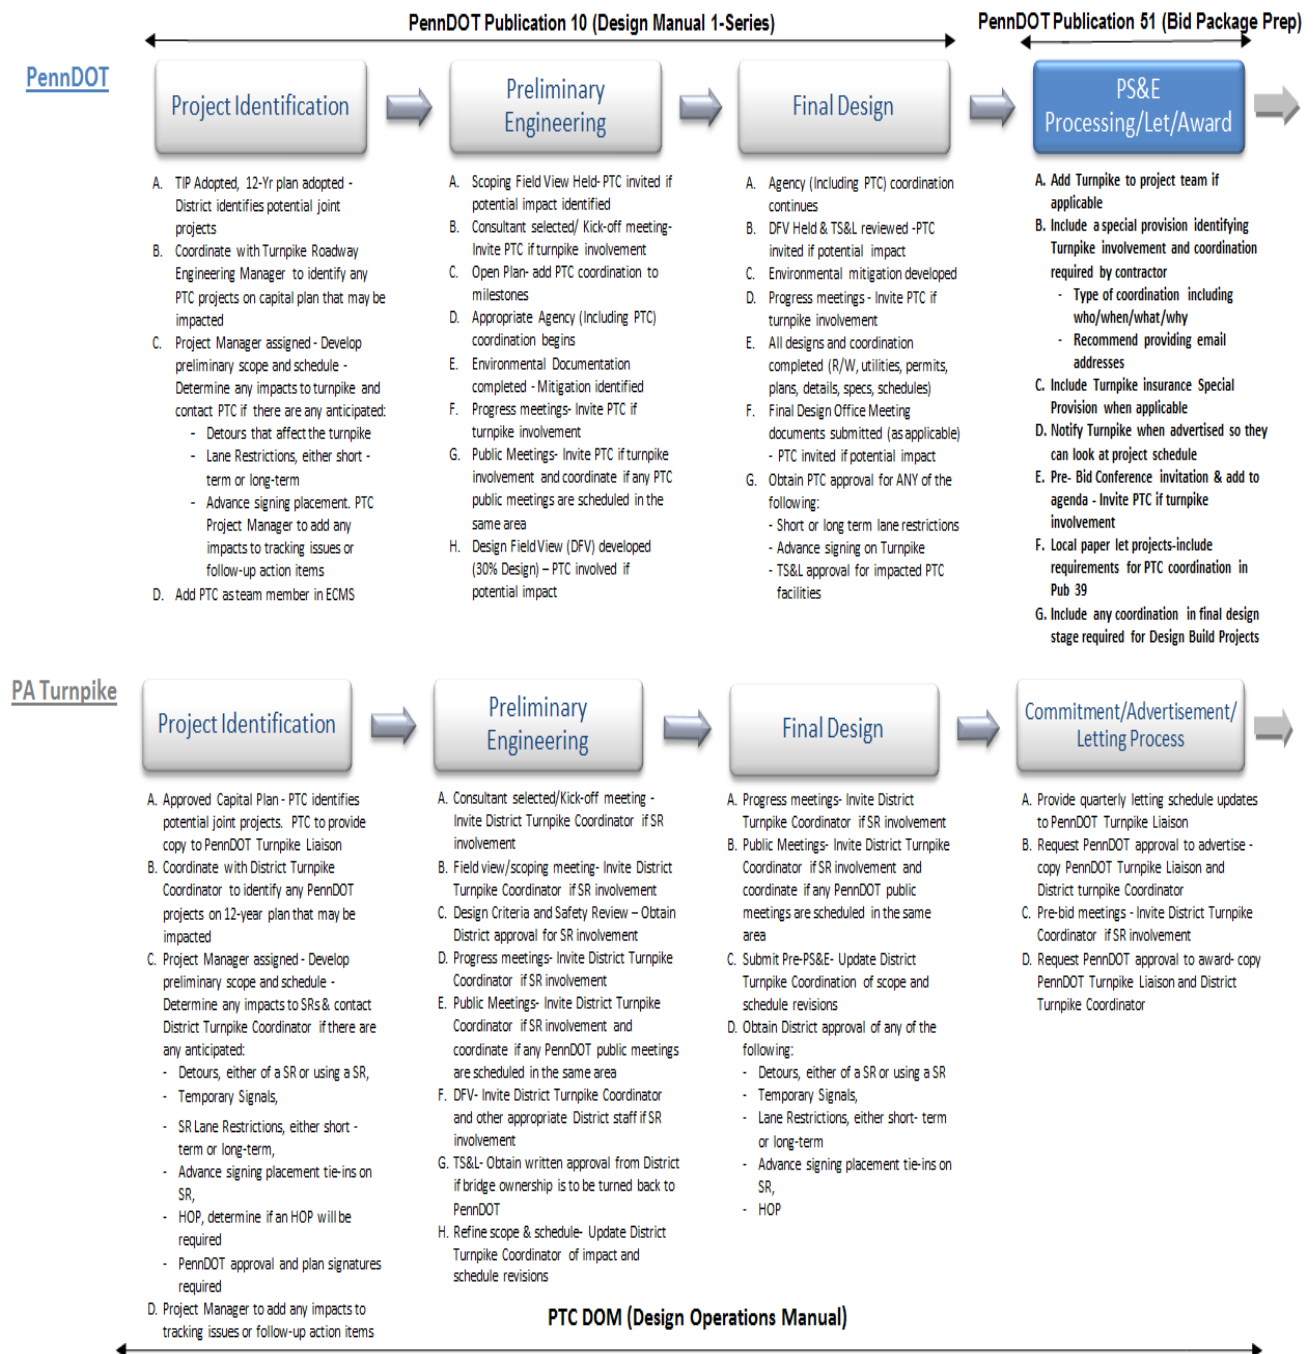 PennDOT Publication 10 (Design Manual 1-Series)
PennDOT Publication 51 (Bid Package Prep)
PennDOT
Project Identification
Preliminary
Engineering
Final Design
PS&E
Processing/Let/Award
A. TIP Adopted, 12-Yr plan adopted -
District identifies potential joint
projects
B. Coordinate with Turnpike Roadway
Engineering Manager to identify any
PTC projects on capital plan that may be
impacted
C. Project Manager assigned - Develop
preliminary scope and schedule -
Determine any impacts to turnpike and
contact PTC if there are any anticipated:
- Detours that affect the turnpike
- Lane Restrictions, either short -
term or long-term
- Advance signing placement. PTC
Project Manager to add any
impacts to tracking issues or
follow-up action items
D. Add PTC as team member in ECMS
A. Scoping Field View Held- PTC invited if
potential impact identified
B. Consultant selected/ Kick-off meeting-
Invite PTC if turnpike involvement
C. Open Plan- add PTC coordination to
milestones
D. Appropriate Agency (Including PTC)
coordination begins
E. Environmental Documentation
completed - Mitigation identified
F. Progress meetings- Invite PTC if
turnpike involvement
G. Public Meetings- Invite PTC if turnpike
involvement and coordinate if any PTC
public meetings are scheduled in the
same area
H. Design Field View (DFV) developed
(30% Design) – PTC involved if
potential impact
A. Agency (Including PTC) coordination
continues
B. DFV Held & TS&L reviewed -PTC
invited if potential impact
C. Environmental mitigation developed
D. Progress meetings - Invite PTC if
turnpike involvement
E. All designs and coordination
completed (R/W, utilities, permits,
plans, details, specs, schedules)
F. Final Design Office Meeting
documents submitted (as applicable)
- PTC invited if potential impact
G. Obtain PTC approval for ANY of the
following:
- Short or long term lane restrictions
- Advance signing on Turnpike
- TS&L approval for impacted PTC
facilities
A. Add Turnpike to project team if
applicable
B. Include a special provision identifying
Turnpike involvement and coordination
required by contractor
- Type of coordination including
who/when/what/why
- Recommend providing email
addresses
C. Include Turnpike insurance Special
Provision when applicable
D. Notify Turnpike when advertised so they
can look at project schedule
E. Pre- Bid Conference invitation & add to
agenda - Invite PTC if turnpike
involvement
F. Local paper let projects-include
requirements for PTC coordination in
Pub 39
G. Include any coordination in final design
stage required for Design Build Projects
PA Turnpike
Project Identification
Preliminary
Engineering
Final Design
Commitment/Advertisement/
Letting Process
A. Approved Capital Plan - PTC identifies
potential joint projects. PTC to provide
copy to PennDOT Turnpike Liaison
B. Coordinate with District Turnpike
Coordinator to identify any PennDOT
projects on 12-year plan that may be
impacted
C. Project Manager assigned - Develop
preliminary scope and schedule -
Determine any impacts to SRs & contact
District Turnpike Coordinator if there are
any anticipated:
- Detours, either of a SR or using a SR,
- Temporary Signals,
- SR Lane Restrictions, either short -
term or long-term,
- Advance signing placement tie-ins on
SR,
- HOP, determine if an HOP will be
required
- PennDOT approval and plan signatures
required
D. Project Manager to add any impacts to
tracking issues or follow-up action items
A. Consultant selected/Kick-off meeting -
Invite District Turnpike Coordinator if SR
involvement
B. Field view/scoping meeting- Invite District
Turnpike Coordinator if SR involvement
C. Design Criteria and Safety Review – Obtain
District approval for SR involvement
D. Progress meetings- Invite District Turnpike
Coordinator if SR involvement
E. Public Meetings- Invite District Turnpike
Coordinator if SR involvement and
coordinate if any PennDOT public meetings
are scheduled in the same area
F. DFV- Invite District Turnpike Coordinator
and other appropriate District staff if SR
involvement
G. TS&L- Obtain written approval from District
if bridge ownership is to be turned back to
PennDOT
H. Refine scope & schedule- Update District
Turnpike Coordinator of impact and
schedule revisions
A. Progress meetings- Invite District
Turnpike Coordinator if SR involvement
B. Public Meetings- Invite District Turnpike
Coordinator if SR involvement and
coordinate if any PennDOT public
meetings are scheduled in the same
area
C. Submit Pre-PS&E- Update District
Turnpike Coordination of scope and
schedule revisions
D. Obtain District approval of any of the
following:
- Detours, either of a SR or using a SR
- Temporary Signals,
- Lane Restrictions, either short- term
or long-term
- Advance signing placement tie-ins on
SR,
- HOP
A. Provide quarterly letting schedule updates
to PennDOT Turnpike Liaison
B. Request PennDOT approval to advertise -
copy PennDOT Turnpike Liaison and
District turnpike Coordinator
C. Pre-bid meetings - Invite District Turnpike
Coordinator if SR involvement
D. Request PennDOT approval to award- copy
PennDOT Turnpike Liaison and District
Turnpike Coordinator
PTC DOM (Design Operations Manual)